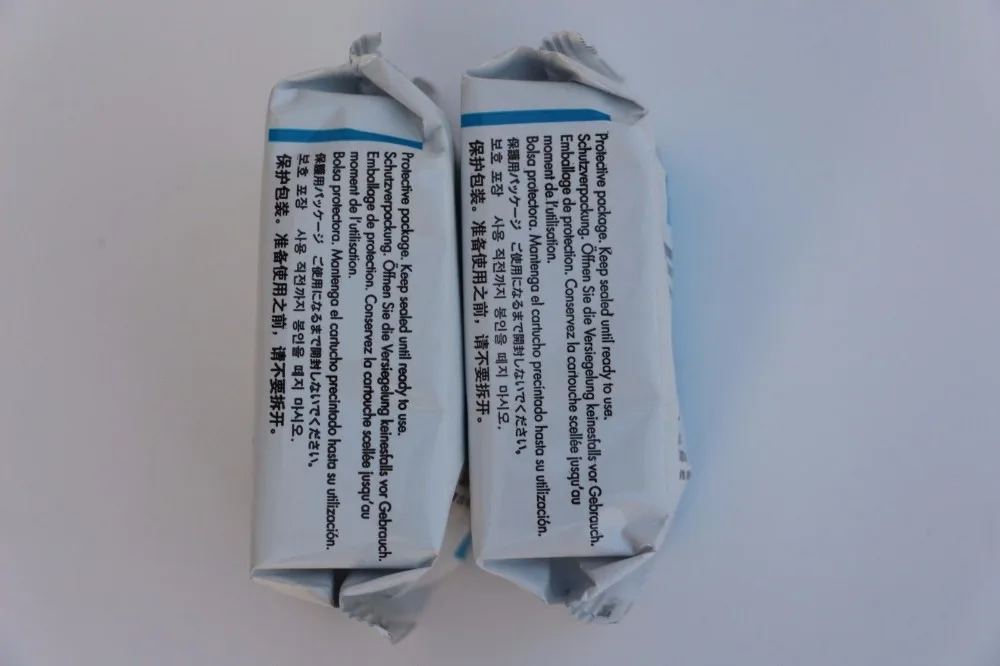 Protective package. Keep sealed until ready to use.
Schutzverpackung. Öffnen Sie die Versiegelung keinesfalls vor Gebrauch.
Emballage de protection. Conservez la cartouche scellée jusqu'au
moment de l'utilisation.
Bolsa protectora. Mantenga el cartucho precintado hasta su utilización.
保護用パッケージ ご使用になるまで開封しないでください。
보호 포장 사용 직전까지 봉인을 떼지 마시오.
保护包装。准备使用之前，请不要拆开。
Protective package. Keep sealed until ready to use.
Schutzverpackung. Öffnen Sie die Versiegelung keinesfalls vor Gebrauch.
Emballage de protection. Conservez la cartouche scellée jusqu'au
moment de l'utilisation.
Bolsa protectora. Mantenga el cartucho precintado hasta su utilización.
保護用パッケージ ご使用になるまで開封しないでください。
보호 포장 사용 직전까지 봉인을 떼지 마시오.
保护包装。准备使用之前，请不要拆开。